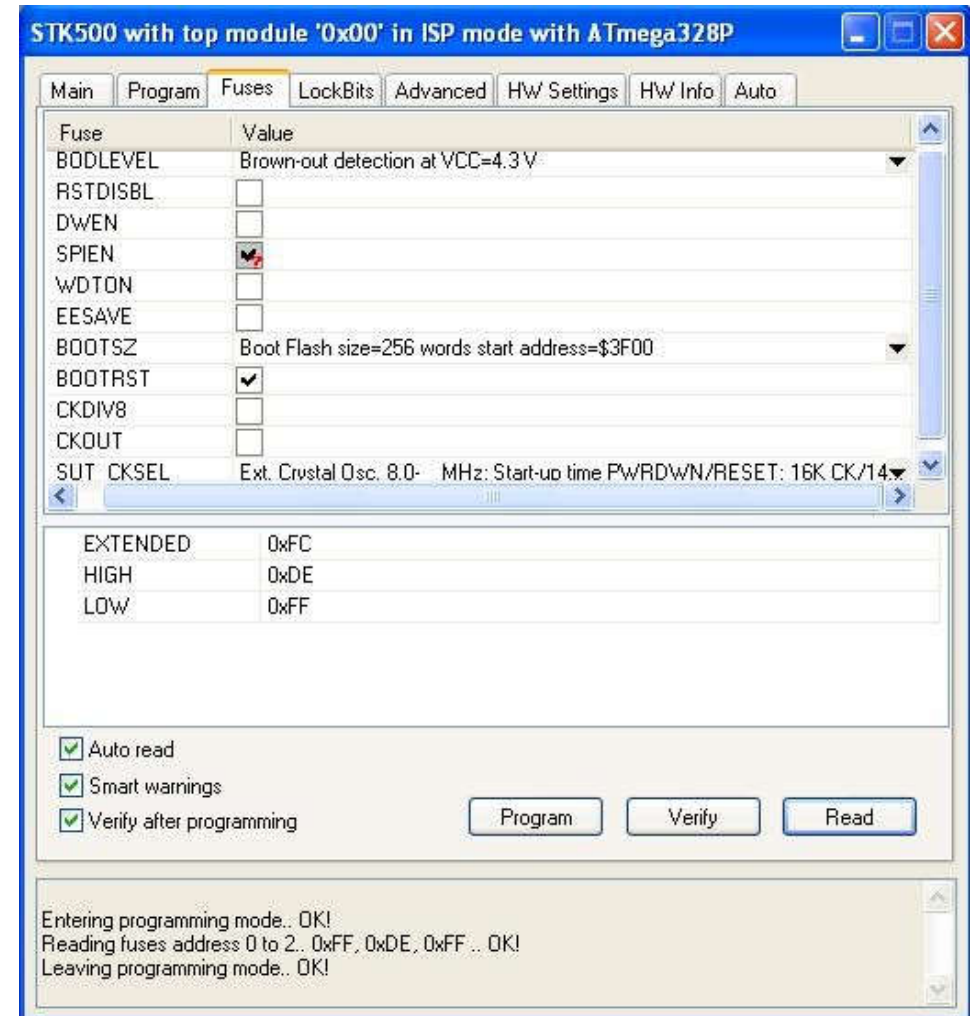 STK500 with top module '0x00' in ISP mode with ATmega328P
Main Program Fuses LockBits Advanced HW Settings HW Info Auto
Fuse Value
BODLEVEL Brown-out detection at VCC=4.3 V
RSTDISBL
DWEN
SPIEN
WDTON
EESAVE
BOOTSZ Boot Flash size=256 words start address=$3F00
BOOTRST
CKDIV8
CKOUT
SUT_CKSEL Ext. Crystal Osc. 8.0- MHz; Start-up time PWRDWN/RESET: 16K CK/14
EXTENDED 0xFC
HIGH 0xDE
LOW 0xFF
Auto read
Smart warnings
Verify after programming
Program Verify Read
Entering programming mode.. OK!
Reading fuses address 0 to 2.. 0xFF, 0xDE, 0xFF .. OK!
Leaving programming mode.. OK!